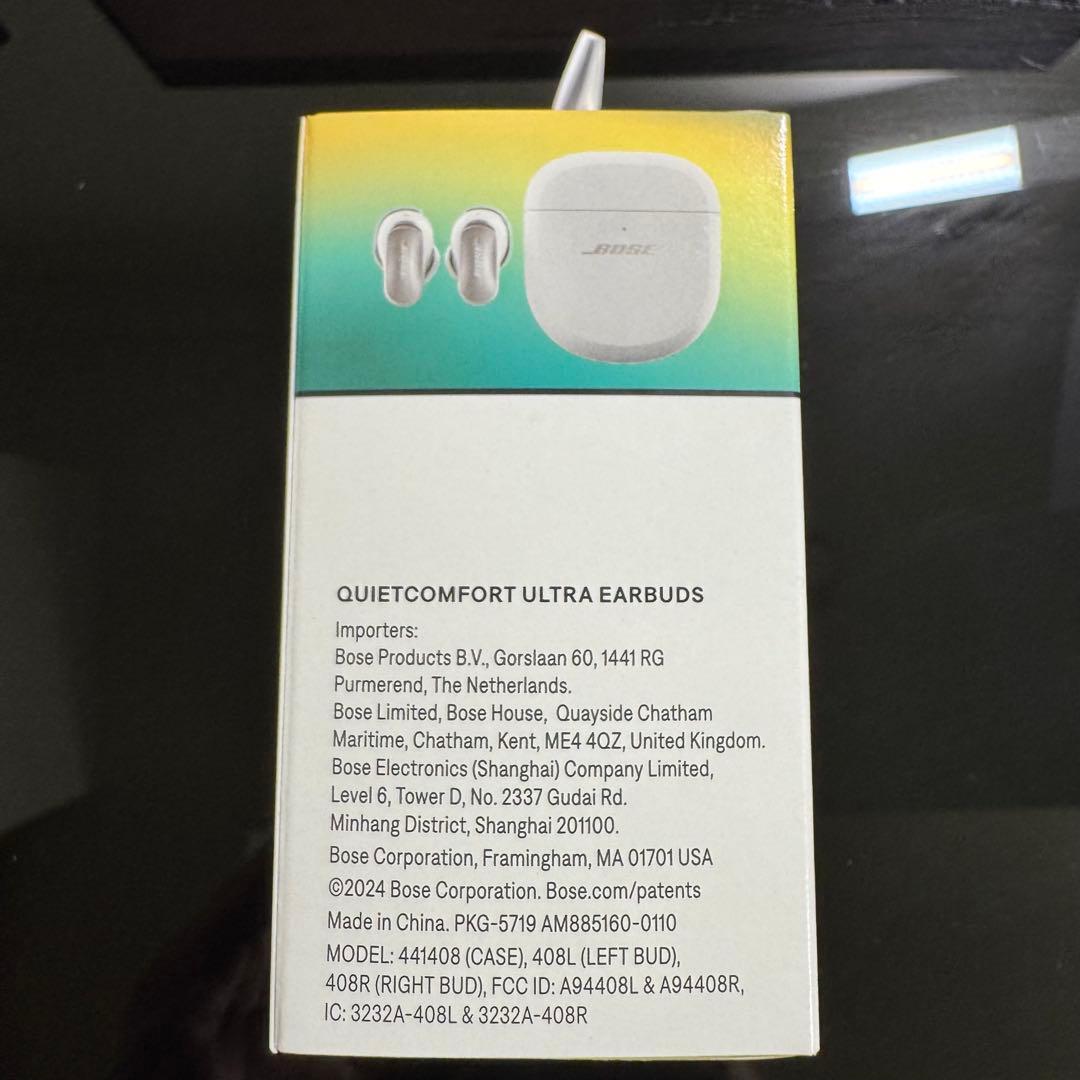 BOSE
QUIETCOMFORT ULTRA EARBUDS
Importers:
Bose Products B.V., Gorslaan 60, 1441 RG
Purmerend, The Netherlands.
Bose Limited, Bose House, Quayside Chatham
Maritime, Chatham, Kent, ME4 4QZ, United Kingdom.
Bose Electronics (Shanghai) Company Limited,
Level 6, Tower D, No. 2337 Gudai Rd.
Minhang District, Shanghai 201100.
Bose Corporation, Framingham, MA 01701 USA
©2024 Bose Corporation. Bose.com/patents
Made in China. PKG-5719 AM885160-0110
MODEL: 441408 (CASE), 408L (LEFT BUD),
408R (RIGHT BUD), FCC ID: A94408L & A94408R,
IC: 3232A-408L & 3232A-408R